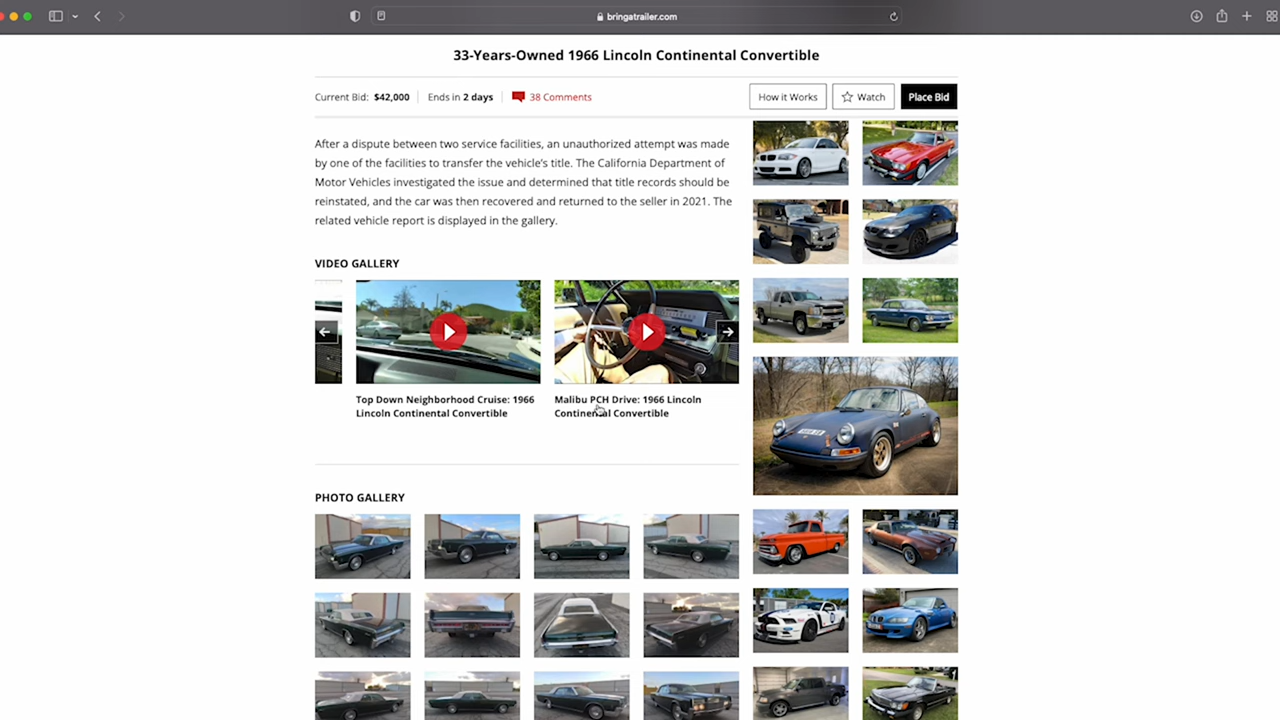 bringatrailer.com
33-Years-Owned 1966 Lincoln Continental Convertible
Current Bid: $42,000 Ends in 2 days 38 Comments How it Works Watch Place Bid
After a dispute between two service facilities, an unauthorized attempt was made
by one of the facilities to transfer the vehicle's title. The California Department of
Motor Vehicles investigated the issue and determined that title records should be
reinstated, and the car was then recovered and returned to the seller in 2021. The
related vehicle report is displayed in the gallery.
VIDEO GALLERY
Top Down Neighborhood Cruise: 1966
Lincoln Continental Convertible
Malibu PCH Drive: 1966 Lincoln
Continental Convertible
PHOTO GALLERY